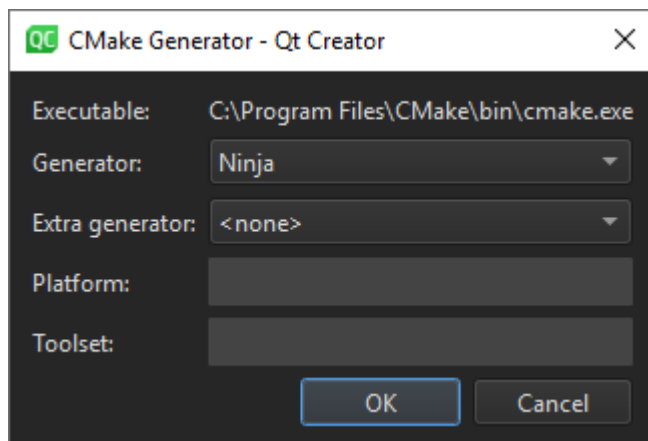 QC CMake Generator - Qt Creator
Executable: C:\Program Files\CMake\bin\cmake.exe
Generator: Ninja
Extra generator: <none>
Platform:
Toolset:
OK Cancel